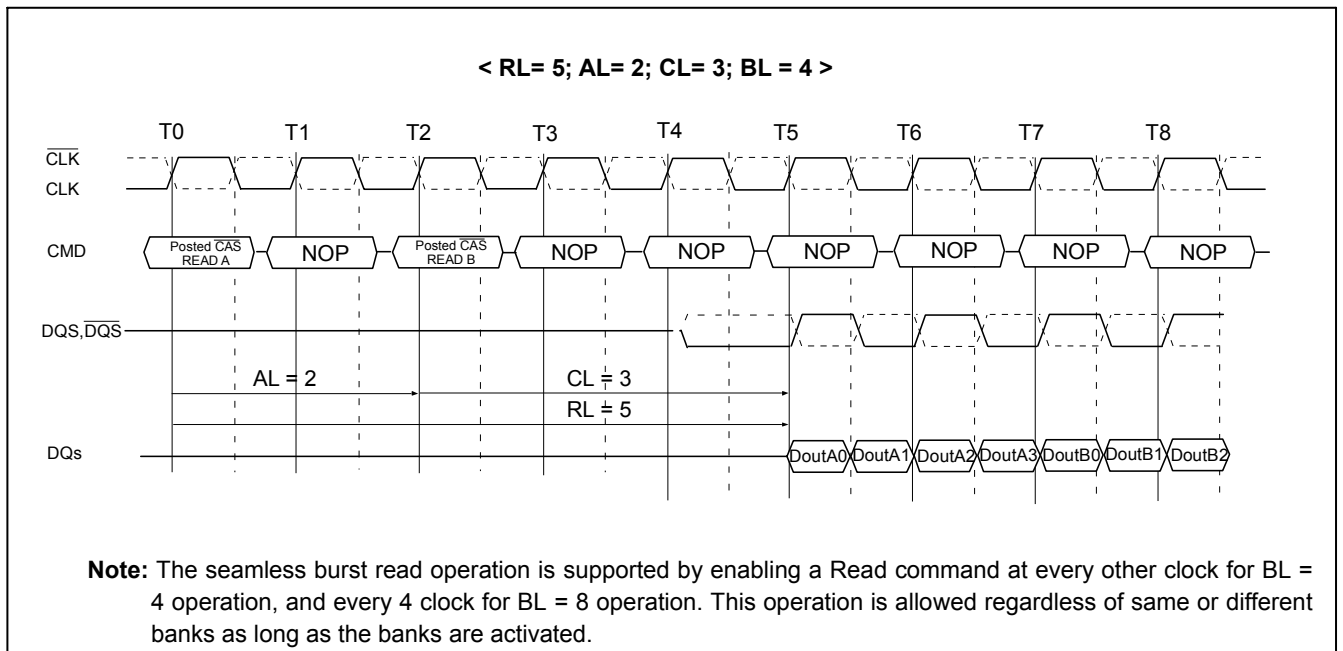 < RL= 5; AL= 2; CL= 3; BL = 4 >
T0 T1 T2 T3 T4 T5 T6 T7 T8
CLK
CLK
CMD
Posted CAS
READ A
NOP
Posted CAS
READ B
NOP NOP NOP NOP NOP NOP
DQS,DQS
AL = 2 CL = 3
RL = 5
DQs
DoutA0 DoutA1 DoutA2 DoutA3 DoutB0 DoutB1 DoutB2
Note: The seamless burst read operation is supported by enabling a Read command at every other clock for BL =
4 operation, and every 4 clock for BL = 8 operation. This operation is allowed regardless of same or different
banks as long as the banks are activated.